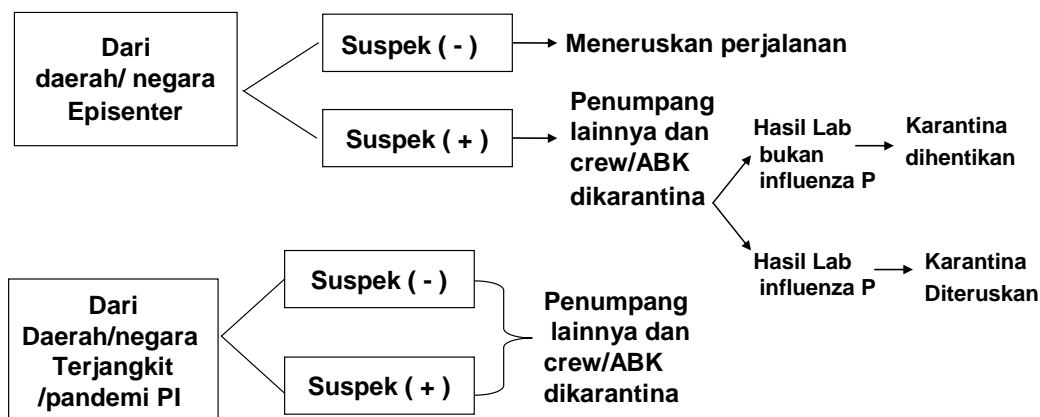 Dari
daerah/ negara
Episenter
Suspek ( - )
Meneruskan perjalanan
Suspek ( + )
Penumpang
lainnya dan
crew/ABK
dikarantina
Hasil Lab
bukan
influenza P
Karantina
dihentikan
Hasil Lab
influenza P
Karantina
Diteruskan
Dari
Daerah/negara
Terjangkit
/pandemi PI
Suspek ( - )
Suspek ( + )
Penumpang
lainnya dan
crew/ABK
dikarantina